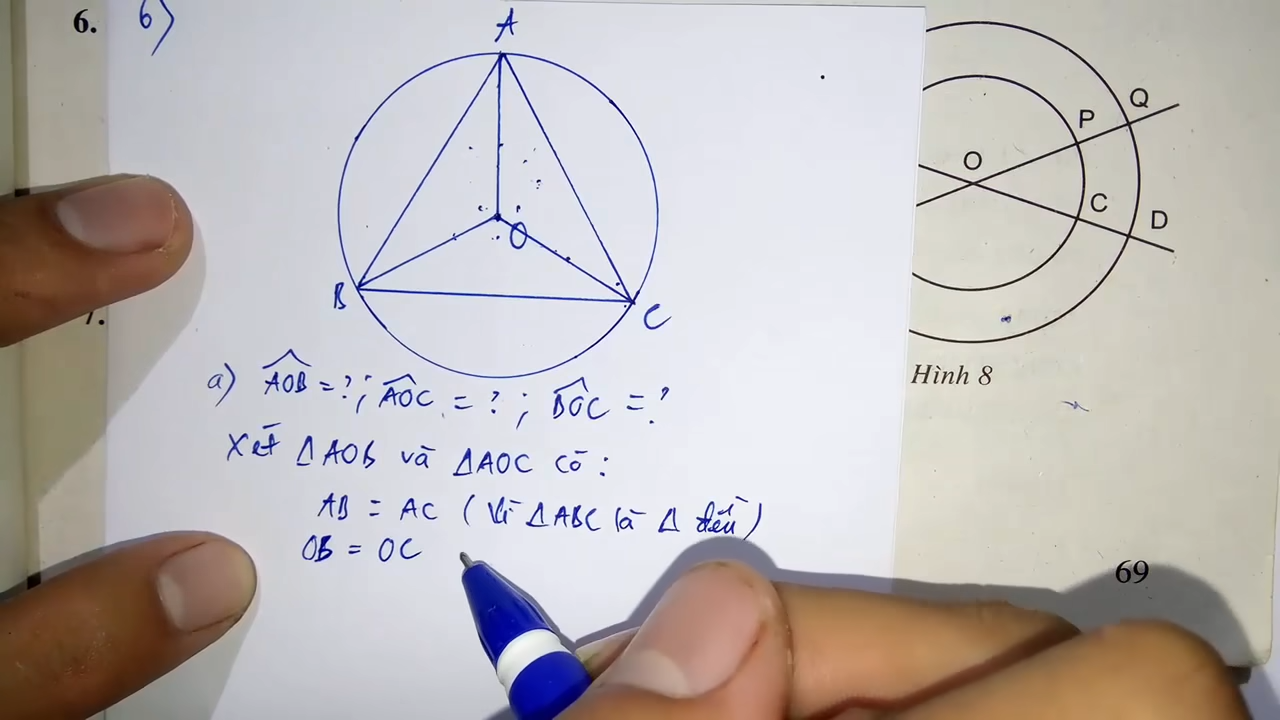 6. 6)
A
B
O
C
7.
a) AOB = ?; AOC = ?; BOC = ?
Xét ΔAOB và ΔAOC có:
AB = AC (Vì ΔABC là Δ đều)
OB = OC
Q
P
O
C
D
Hình 8
69